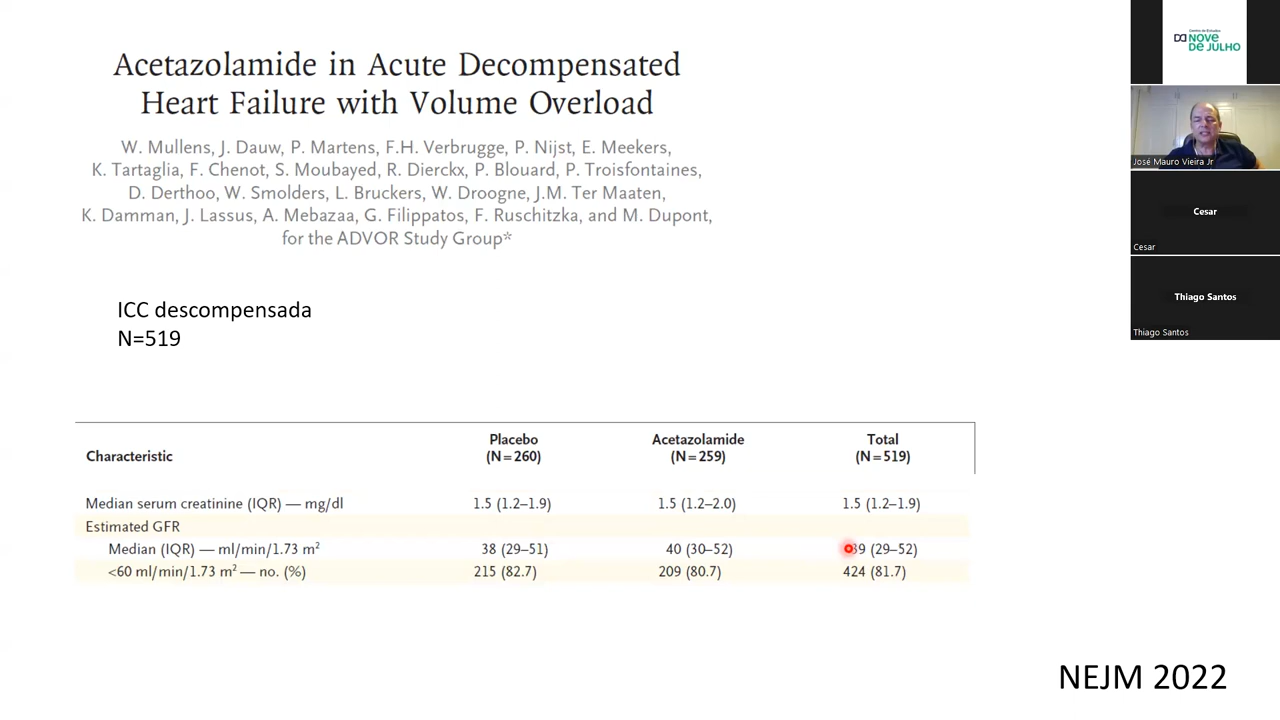 Acetazolamide in Acute Decompensated
Heart Failure with Volume Overload
W. Mullens, J. Dauw, P. Martens, F.H. Verbrugge, P. Nijst, E. Meekers,
K. Tartaglia, F. Chenot, S. Moubayed, R. Dierckx, P. Blouard, P. Troisfontaines,
D. Derthoo, W. Smolders, L. Bruckers, W. Droogne, J.M. Ter Maaten,
K. Damman, J. Lassus, A. Mebazaa, G. Filippatos, F. Ruschitzka, and M. Dupont,
for the ADVOR Study Group*
ICC descompensada
N=519
Characteristic Placebo (N=260) Acetazolamide (N=259) Total (N=519)
Median serum creatinine (IQR) — mg/dl 1.5 (1.2–1.9) 1.5 (1.2–2.0) 1.5 (1.2–1.9)
Estimated GFR
Median (IQR) — ml/min/1.73 m² 38 (29–51) 40 (30–52) 39 (29–52)
<60 ml/min/1.73 m² — no. (%) 215 (82.7) 209 (80.7) 424 (81.7)
NEJM 2022
Centro de Estudos
NOVE
DE JULHO
José Mauro Vieira Jr
Cesar
Cesar
Thiago Santos
Thiago Santos